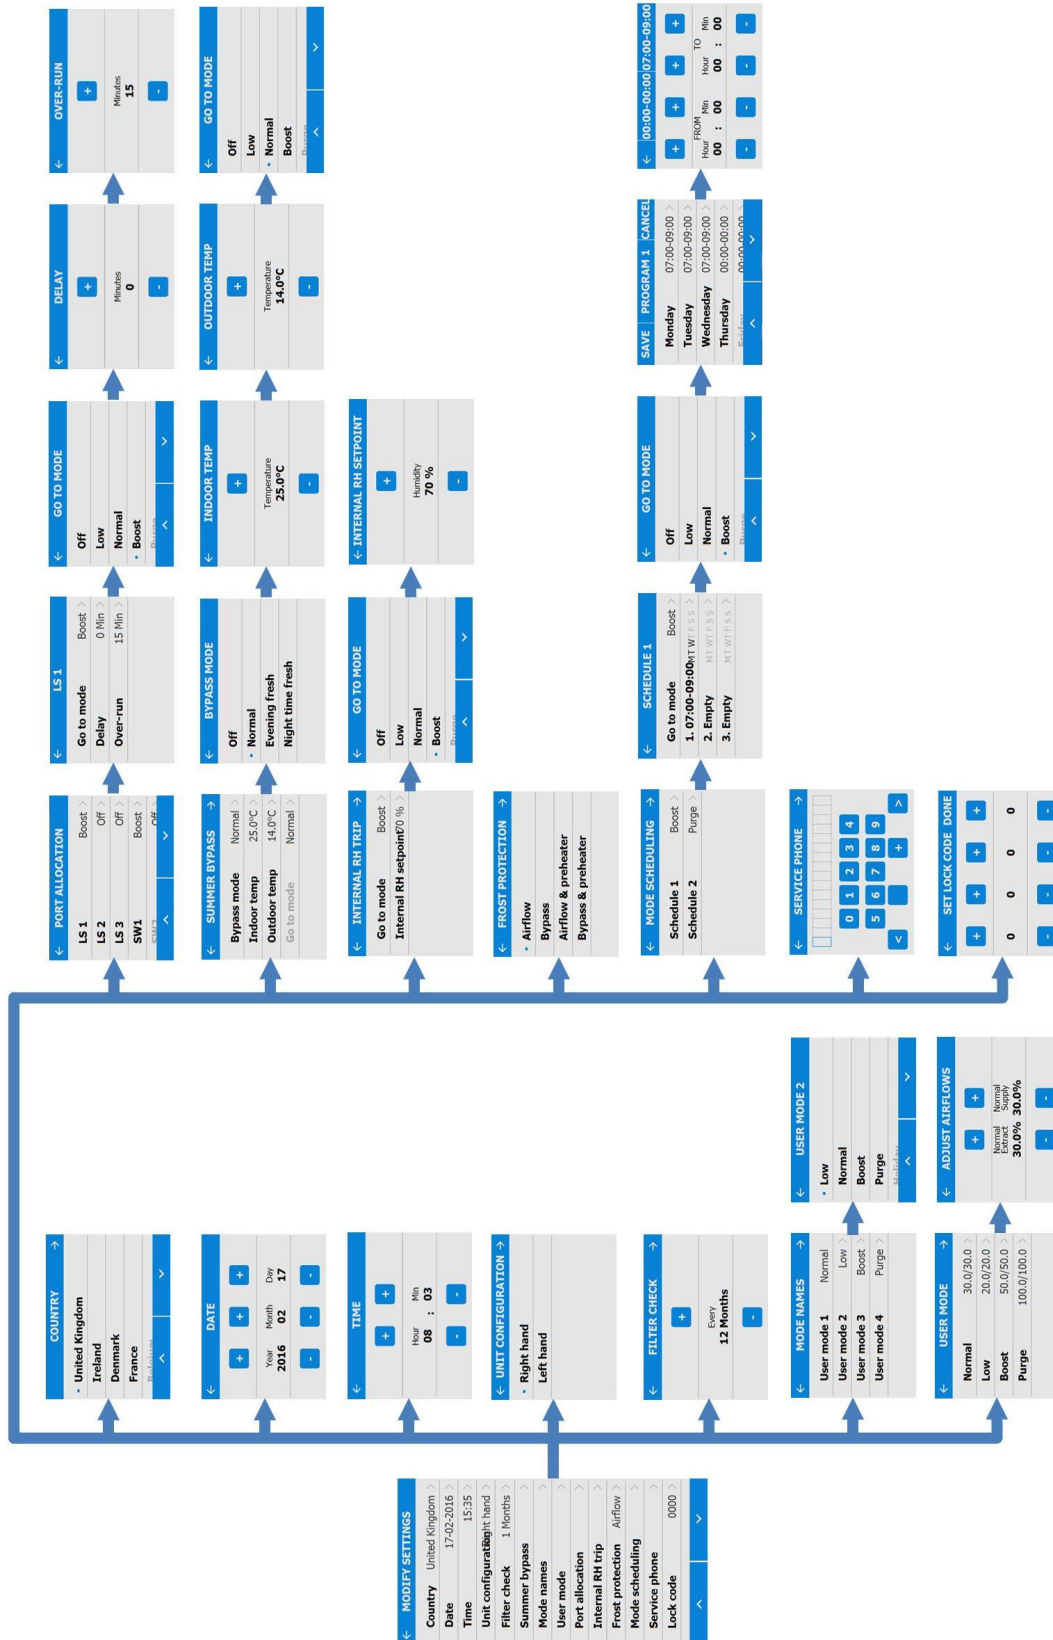 ← MODIFY SETTINGS
Country United Kingdom >
Date 17-02-2016 >
Time 15:35 >
Unit configuration Right hand >
Filter check 1 Months >
Summer bypass >
Mode names >
User mode >
Port allocation >
Internal RH trip >
Frost protection Airflow >
Mode scheduling >
Service phone >
Lock code 0000 >
← COUNTRY →
• United Kingdom
Ireland
Denmark
France
Belgium
← DATE
+ + +
Year Month Day
2016 02 17
- - -
← TIME
+ +
Hour Min
08 : 03
- -
← UNIT CONFIGURATION →
• Right hand
Left hand
← FILTER CHECK →
+
Every
12 Months
-
← MODE NAMES →
User mode 1 Normal
User mode 2 Low >
User mode 3 Boost >
User mode 4 Purge >
← USER MODE 2
• Low
Normal
Boost
Purge
Holiday
← USER MODE →
Normal 30.0/30.0 >
Low 20.0/20.0 >
Boost 50.0/50.0 >
Purge 100.0/100.0 >
← ADJUST AIRFLOWS
+ +
Normal Normal
Extract Supply
30.0% 30.0%
- -
← PORT ALLOCATION →
LS 1 Boost >
LS 2 Off >
LS 3 Off >
SW1 Boost >
SW2 Off >
← LS 1
Go to mode Boost >
Delay 0 Min >
Over-run 15 Min >
← GO TO MODE
Off
Low
Normal
• Boost
Purge
← DELAY
+
Minutes
0
-
← OVER-RUN
+
Minutes
15
-
← SUMMER BYPASS →
Bypass mode Normal >
Indoor temp 25.0°C >
Outdoor temp 14.0°C >
Go to mode Normal >
← BYPASS MODE
Off
• Normal
Evening fresh
Night time fresh
← INDOOR TEMP
+
Temperature
25.0°C
-
← OUTDOOR TEMP
+
Temperature
14.0°C
-
← GO TO MODE
Off
Low
• Normal
Boost
Purge
← INTERNAL RH TRIP →
Go to mode Boost >
Internal RH setpoint 70 % >
← GO TO MODE
Off
Low
Normal
• Boost
Purge
← INTERNAL RH SETPOINT
+
Humidity
70 %
-
← FROST PROTECTION →
• Airflow
Bypass
Airflow & preheater
Bypass & preheater
← MODE SCHEDULING →
Schedule 1 Boost >
Schedule 2 Purge >
← SCHEDULE 1
Go to mode Boost >
1. 07:00-09:00 M T W T F S S >
2. Empty M T W T F S S >
3. Empty M T W T F S S >
← GO TO MODE
Off
Low
Normal
• Boost
Purge
SAVE PROGRAM 1 CANCEL
Monday 07:00-09:00 >
Tuesday 07:00-09:00 >
Wednesday 07:00-09:00 >
Thursday 00:00-00:00 >
Friday 00:00-00:00 >
← 00:00-00:00 07:00-09:00
+ + + +
FROM TO
Hour Min Hour Min
00 : 00 00 : 00
- - - -
← SERVICE PHONE →
0 1 2 3 4
5 6 7 8 9
< + >
← SET LOCK CODE DONE
+ + + +
0 0 0 0
- - - -